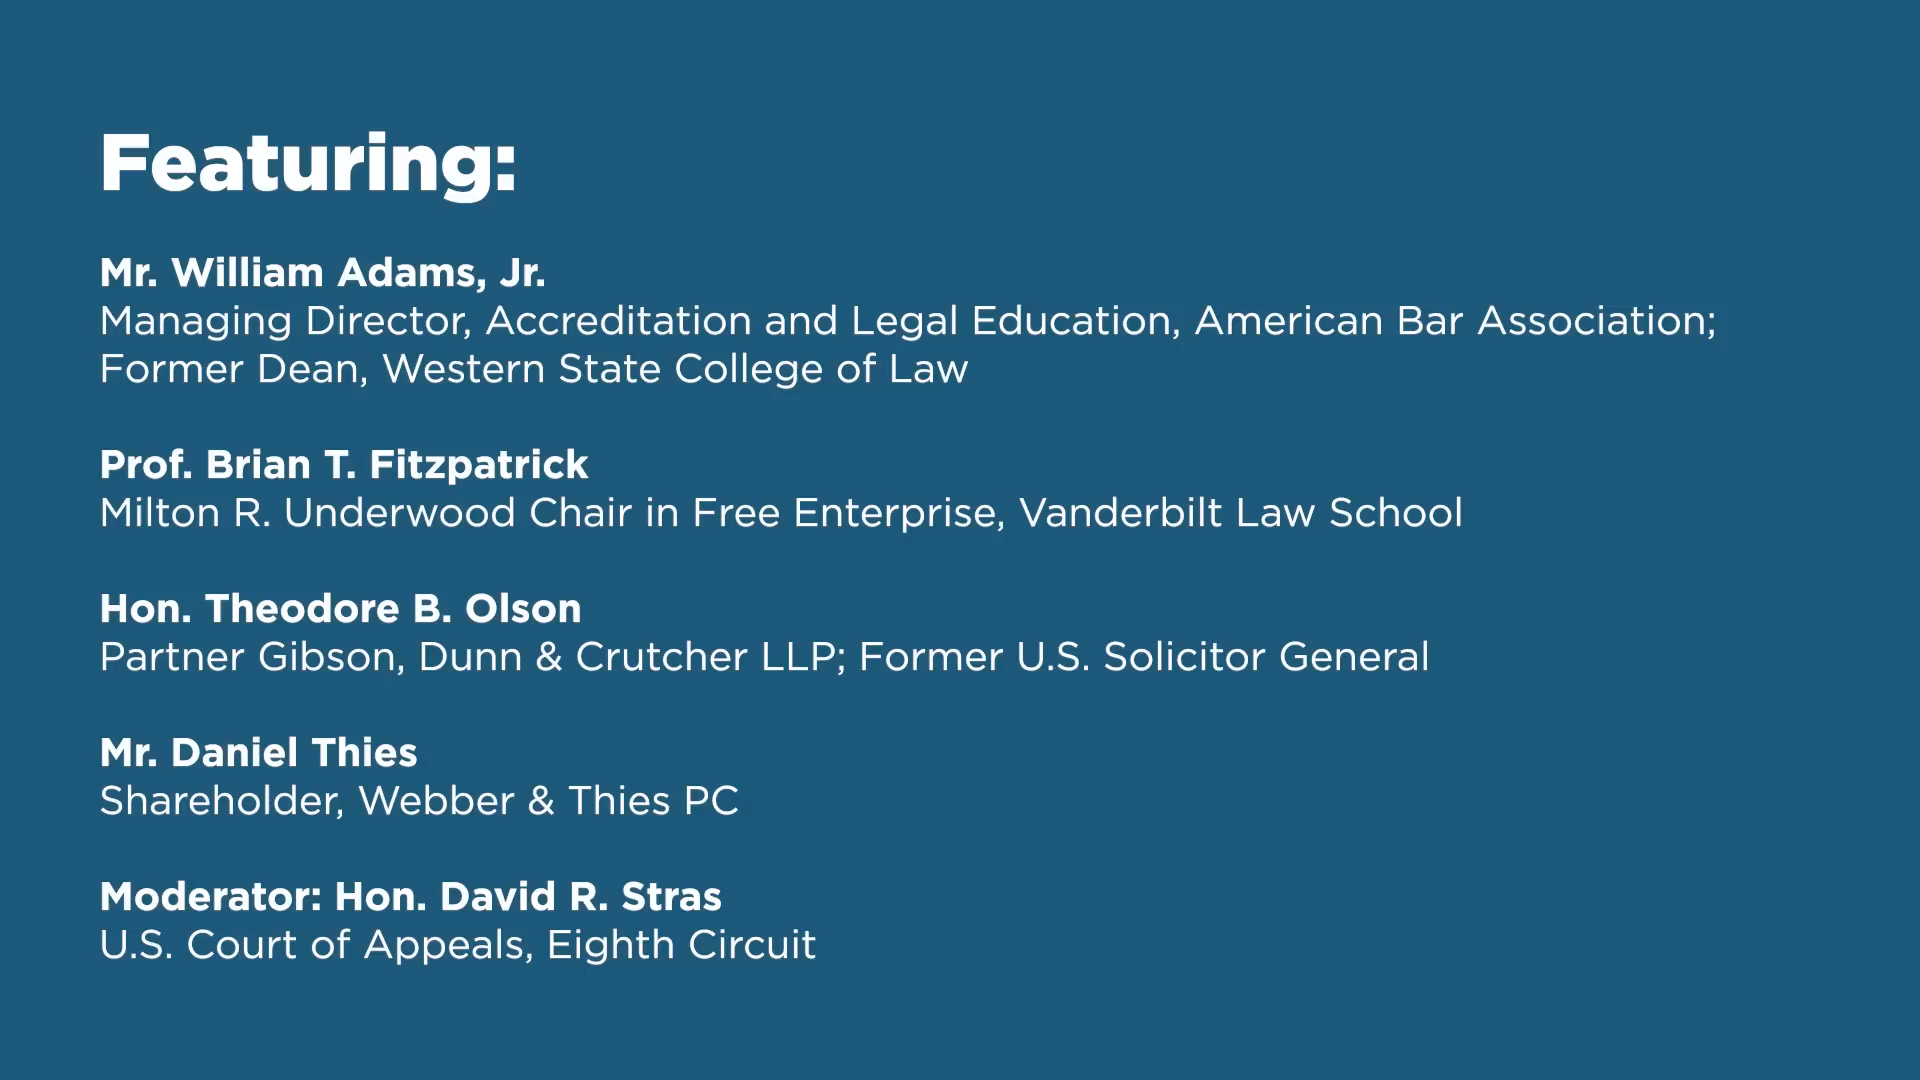 Featuring:
Mr. William Adams, Jr.
Managing Director, Accreditation and Legal Education, American Bar Association;
Former Dean, Western State College of Law
Prof. Brian T. Fitzpatrick
Milton R. Underwood Chair in Free Enterprise, Vanderbilt Law School
Hon. Theodore B. Olson
Partner Gibson, Dunn & Crutcher LLP; Former U.S. Solicitor General
Mr. Daniel Thies
Shareholder, Webber & Thies PC
Moderator: Hon. David R. Stras
U.S. Court of Appeals, Eighth Circuit